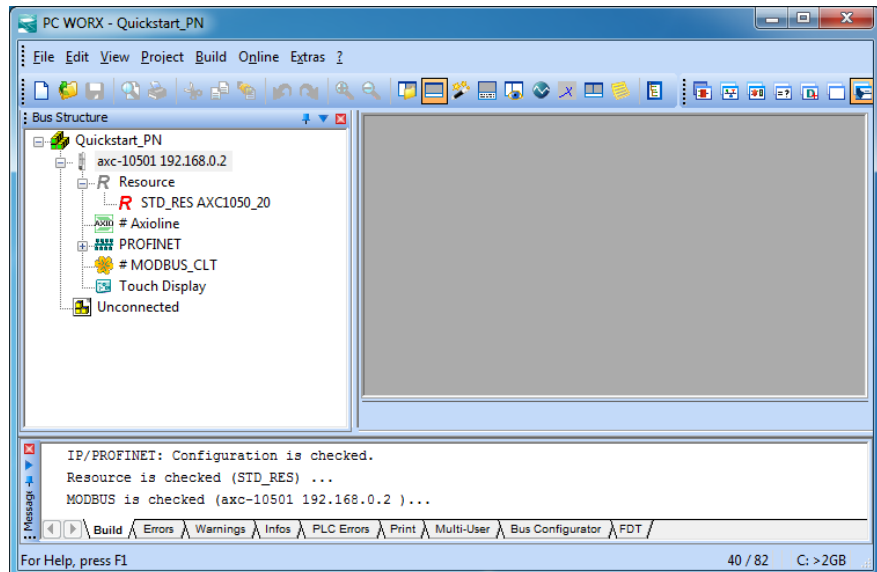 PC WORX - Quickstart_PN
File Edit View Project Build Online Extras ?
Bus Structure
Quickstart_PN
axc-10501 192.168.0.2
R Resource
R STD_RES AXC1050_20
AXIO # Axioline
PROFINET
# MODBUS_CLT
Touch Display
Unconnected
IP/PROFINET: Configuration is checked.
Resource is checked (STD_RES) ...
MODBUS is checked (axc-10501 192.168.0.2 )...
Build Errors Warnings Infos PLC Errors Print Multi-User Bus Configurator FDT
For Help, press F1 40 / 82 C: >2GB